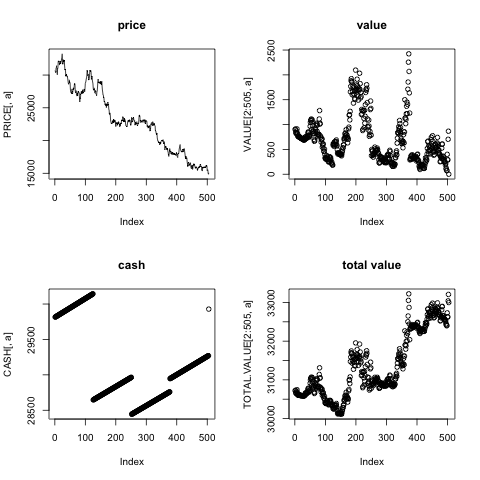 price
PRICE[, a]
15000 25000
0 100 200 300 400 500
Index
value
VALUE[2:505, a]
0 500 1500 2500
0 100 200 300 400 500
Index
cash
CASH[, a]
28500 29500
0 100 200 300 400 500
Index
total value
TOTAL.VALUE[2:505, a]
30000 31000 32000 33000
0 100 200 300 400 500
Index